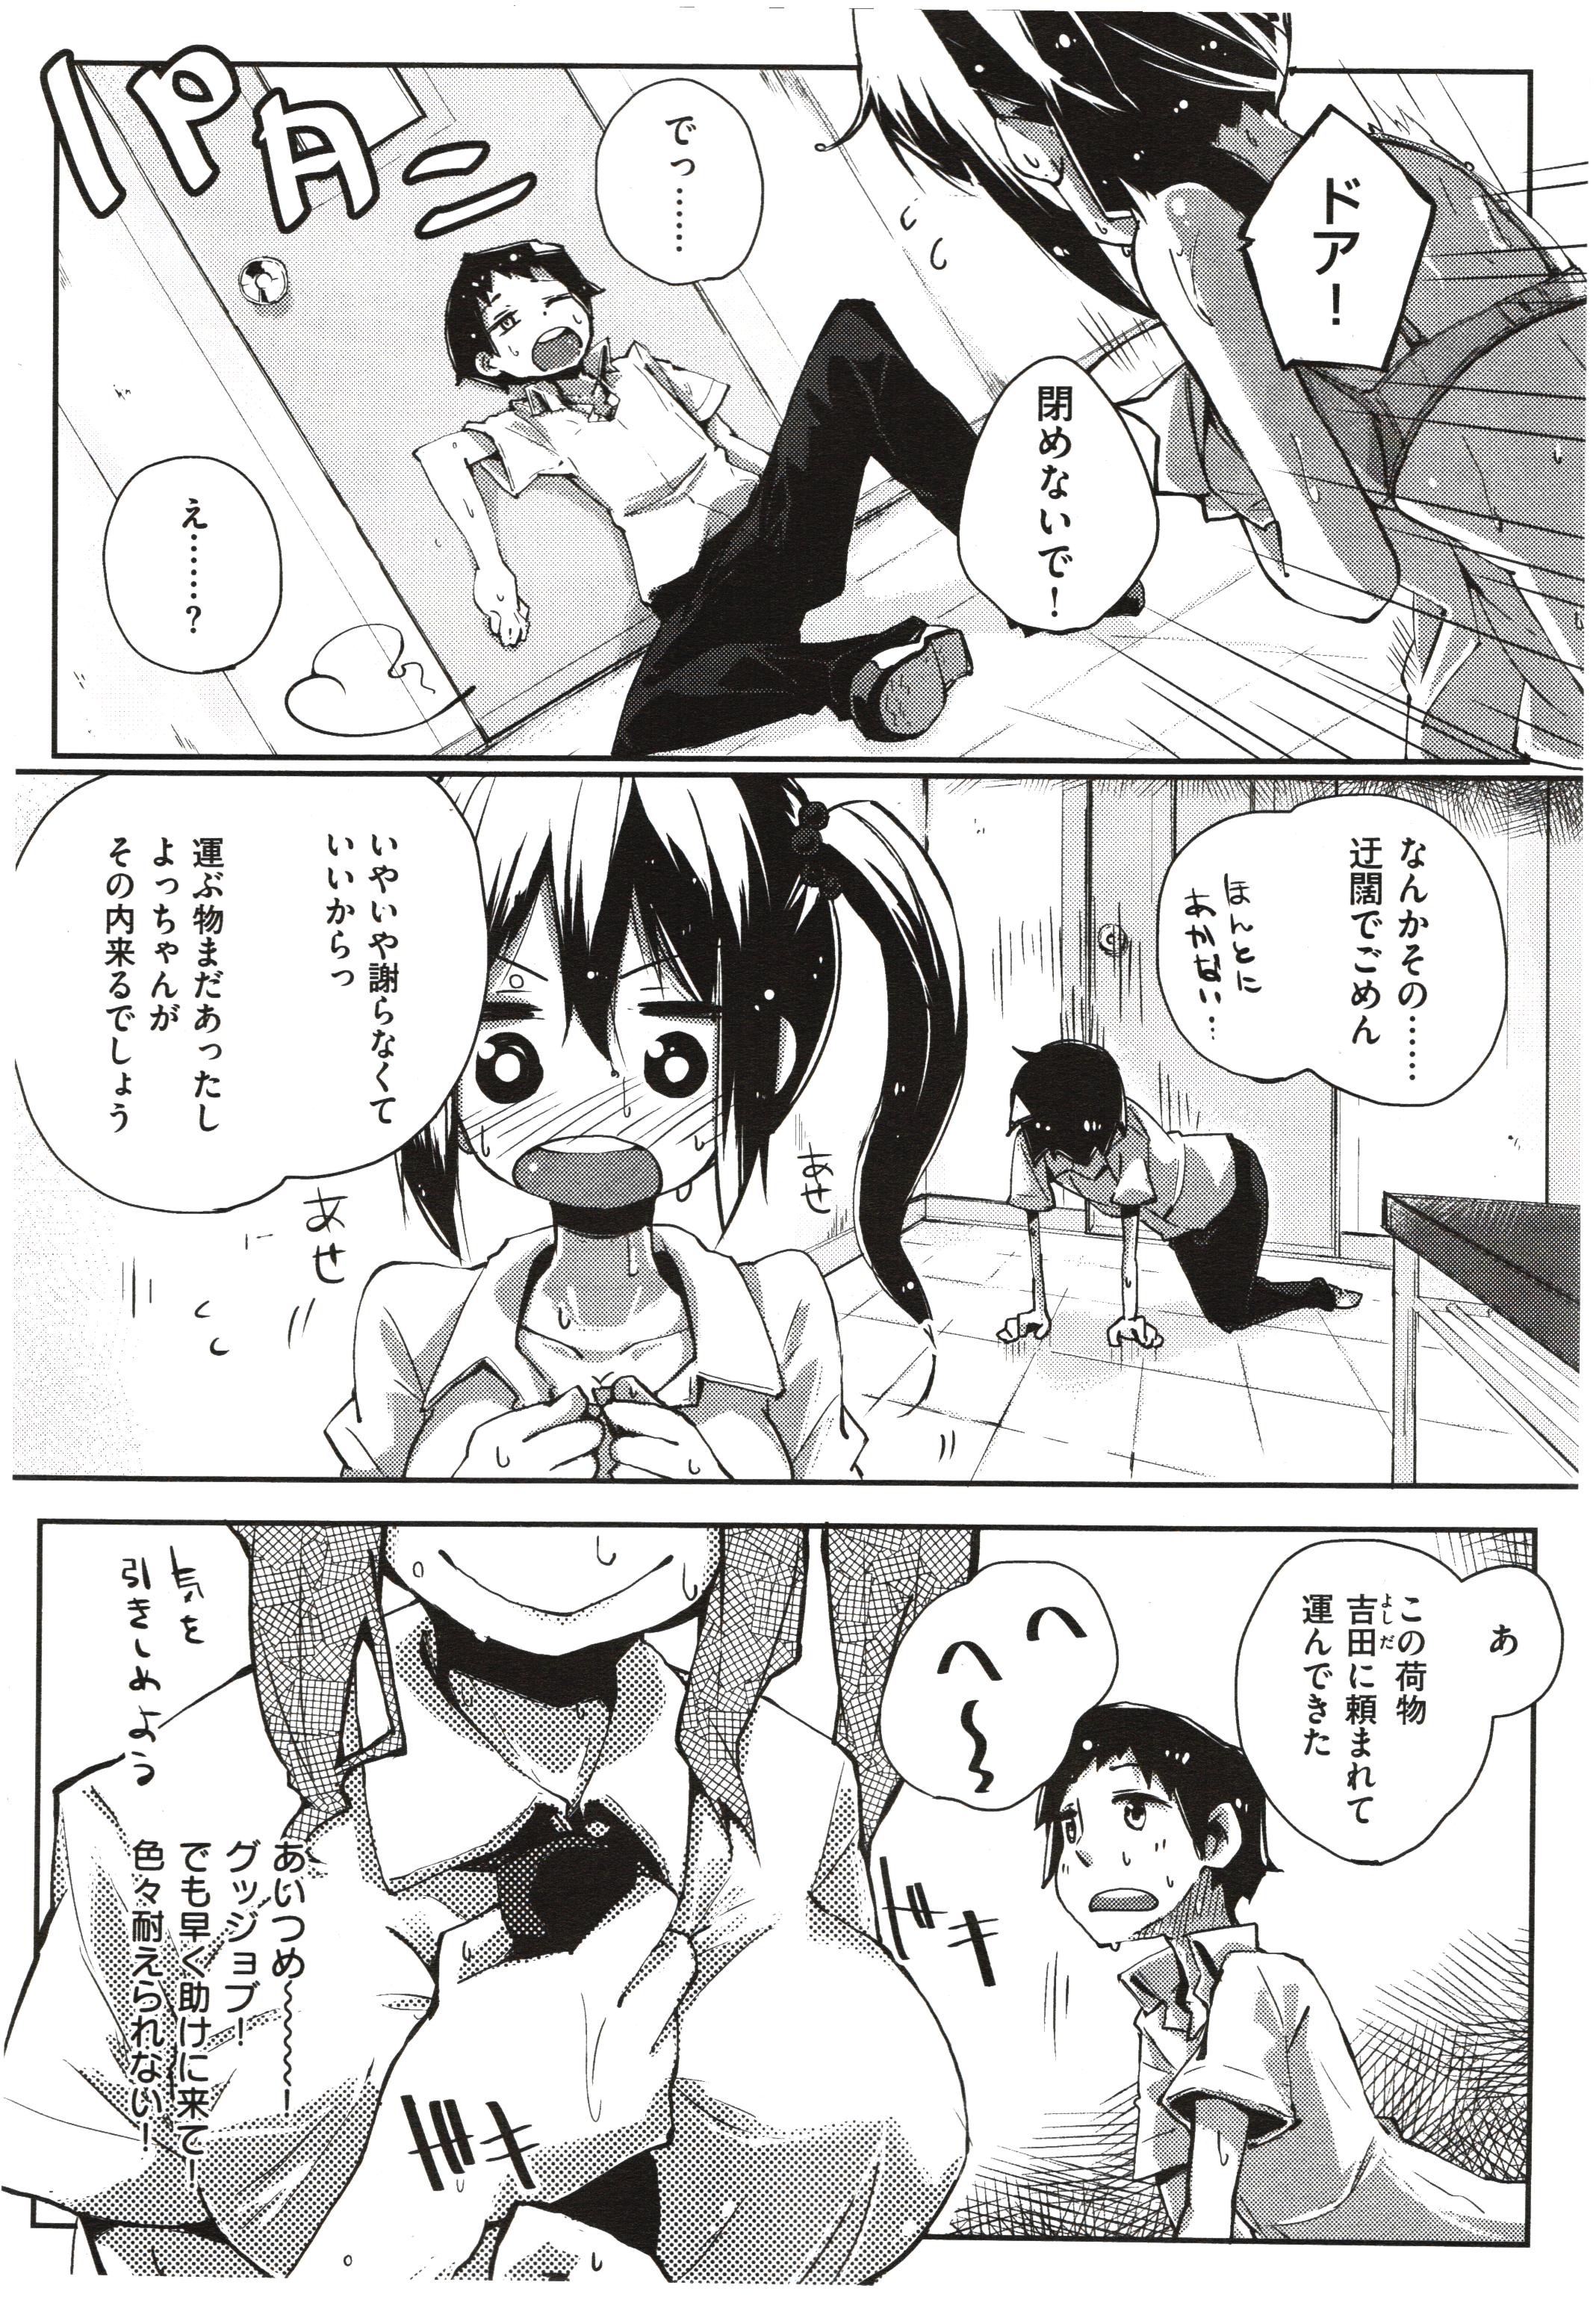 ドア！
閉めないで！
でっ……
パタン
え……？
なんかその……
迂闊でごめん
ほんとに
あかない…
あせ
いやいや謝らなくて
いいからっ
運ぶ物まだあったし
よっちゃんが
その内来るでしょう
あせ
あ
この荷物
吉田に頼まれて
よしだ
運んできた
ドキ
気を
引きしめよう
あいつめ〜〜！
グッジョブ！
でも早く助けに来て！
色々耐えられない！
ドキ